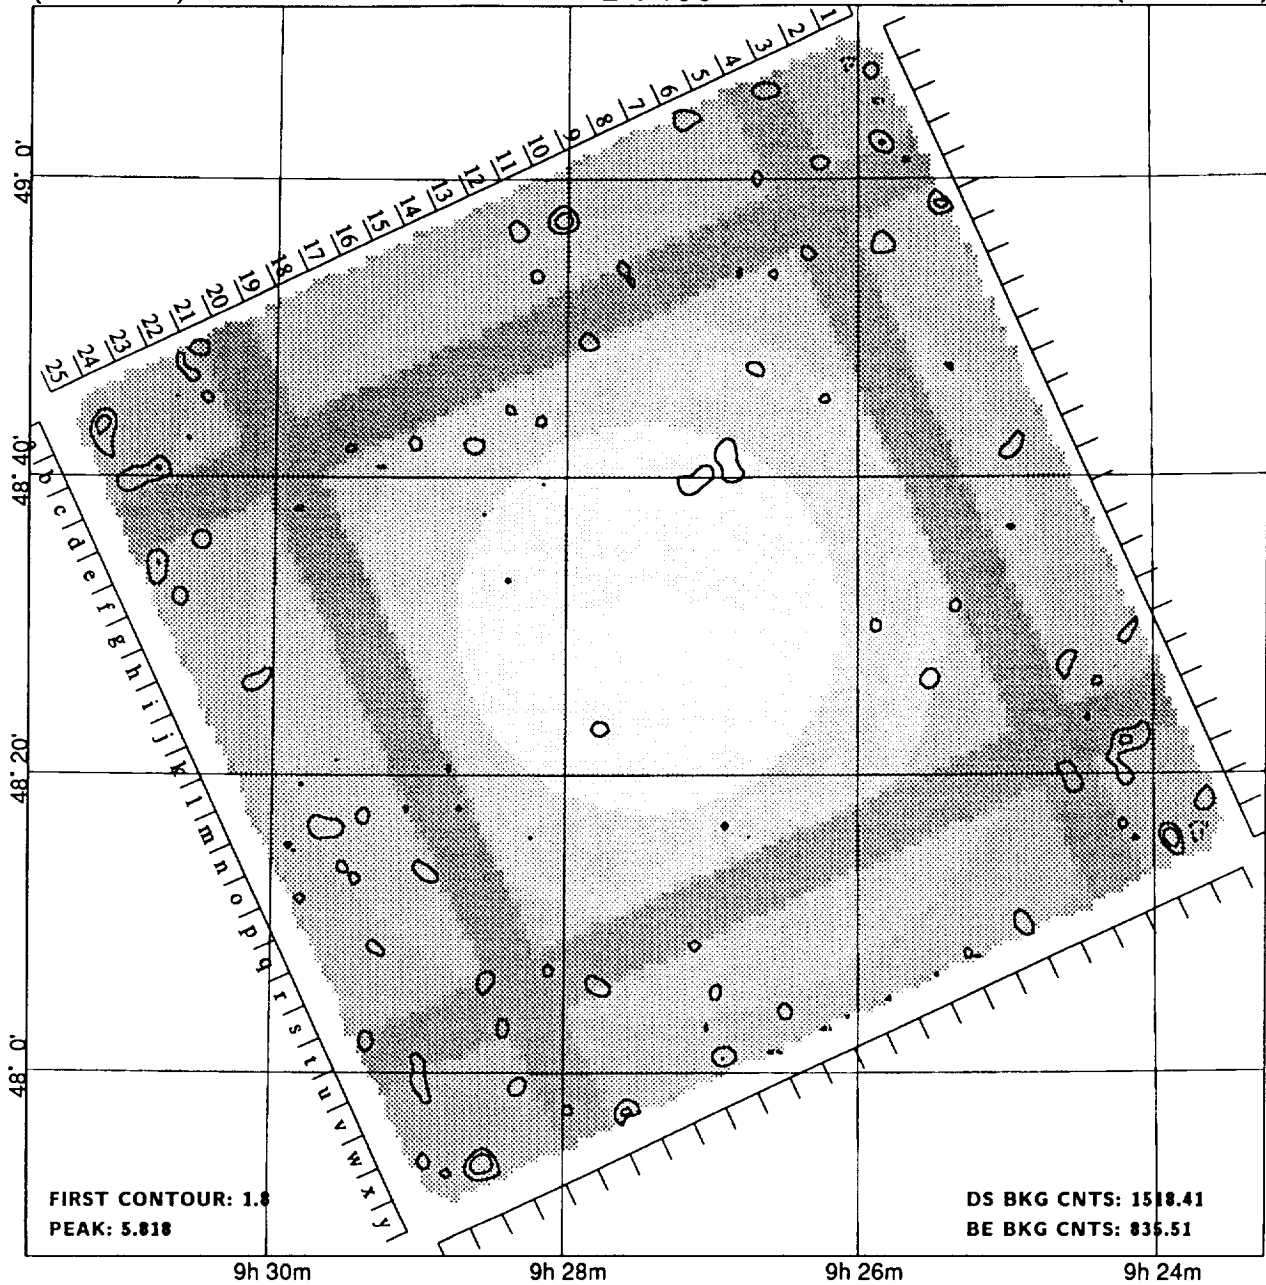 1
2
3
4
5
6
7
8
9
10
11
12
13
14
15
16
17
18
19
20
21
22
23
24
25
49° 0'
48° 40'
48° 20'
48° 0'
b
c
d
e
f
g
h
i
j
k
l
m
n
o
p
q
r
s
t
u
v
w
x
y
FIRST CONTOUR: 1.8
PEAK: 5.818
DS BKG CNTS: 1518.41
BE BKG CNTS: 835.51
9h 30m
9h 28m
9h 26m
9h 24m